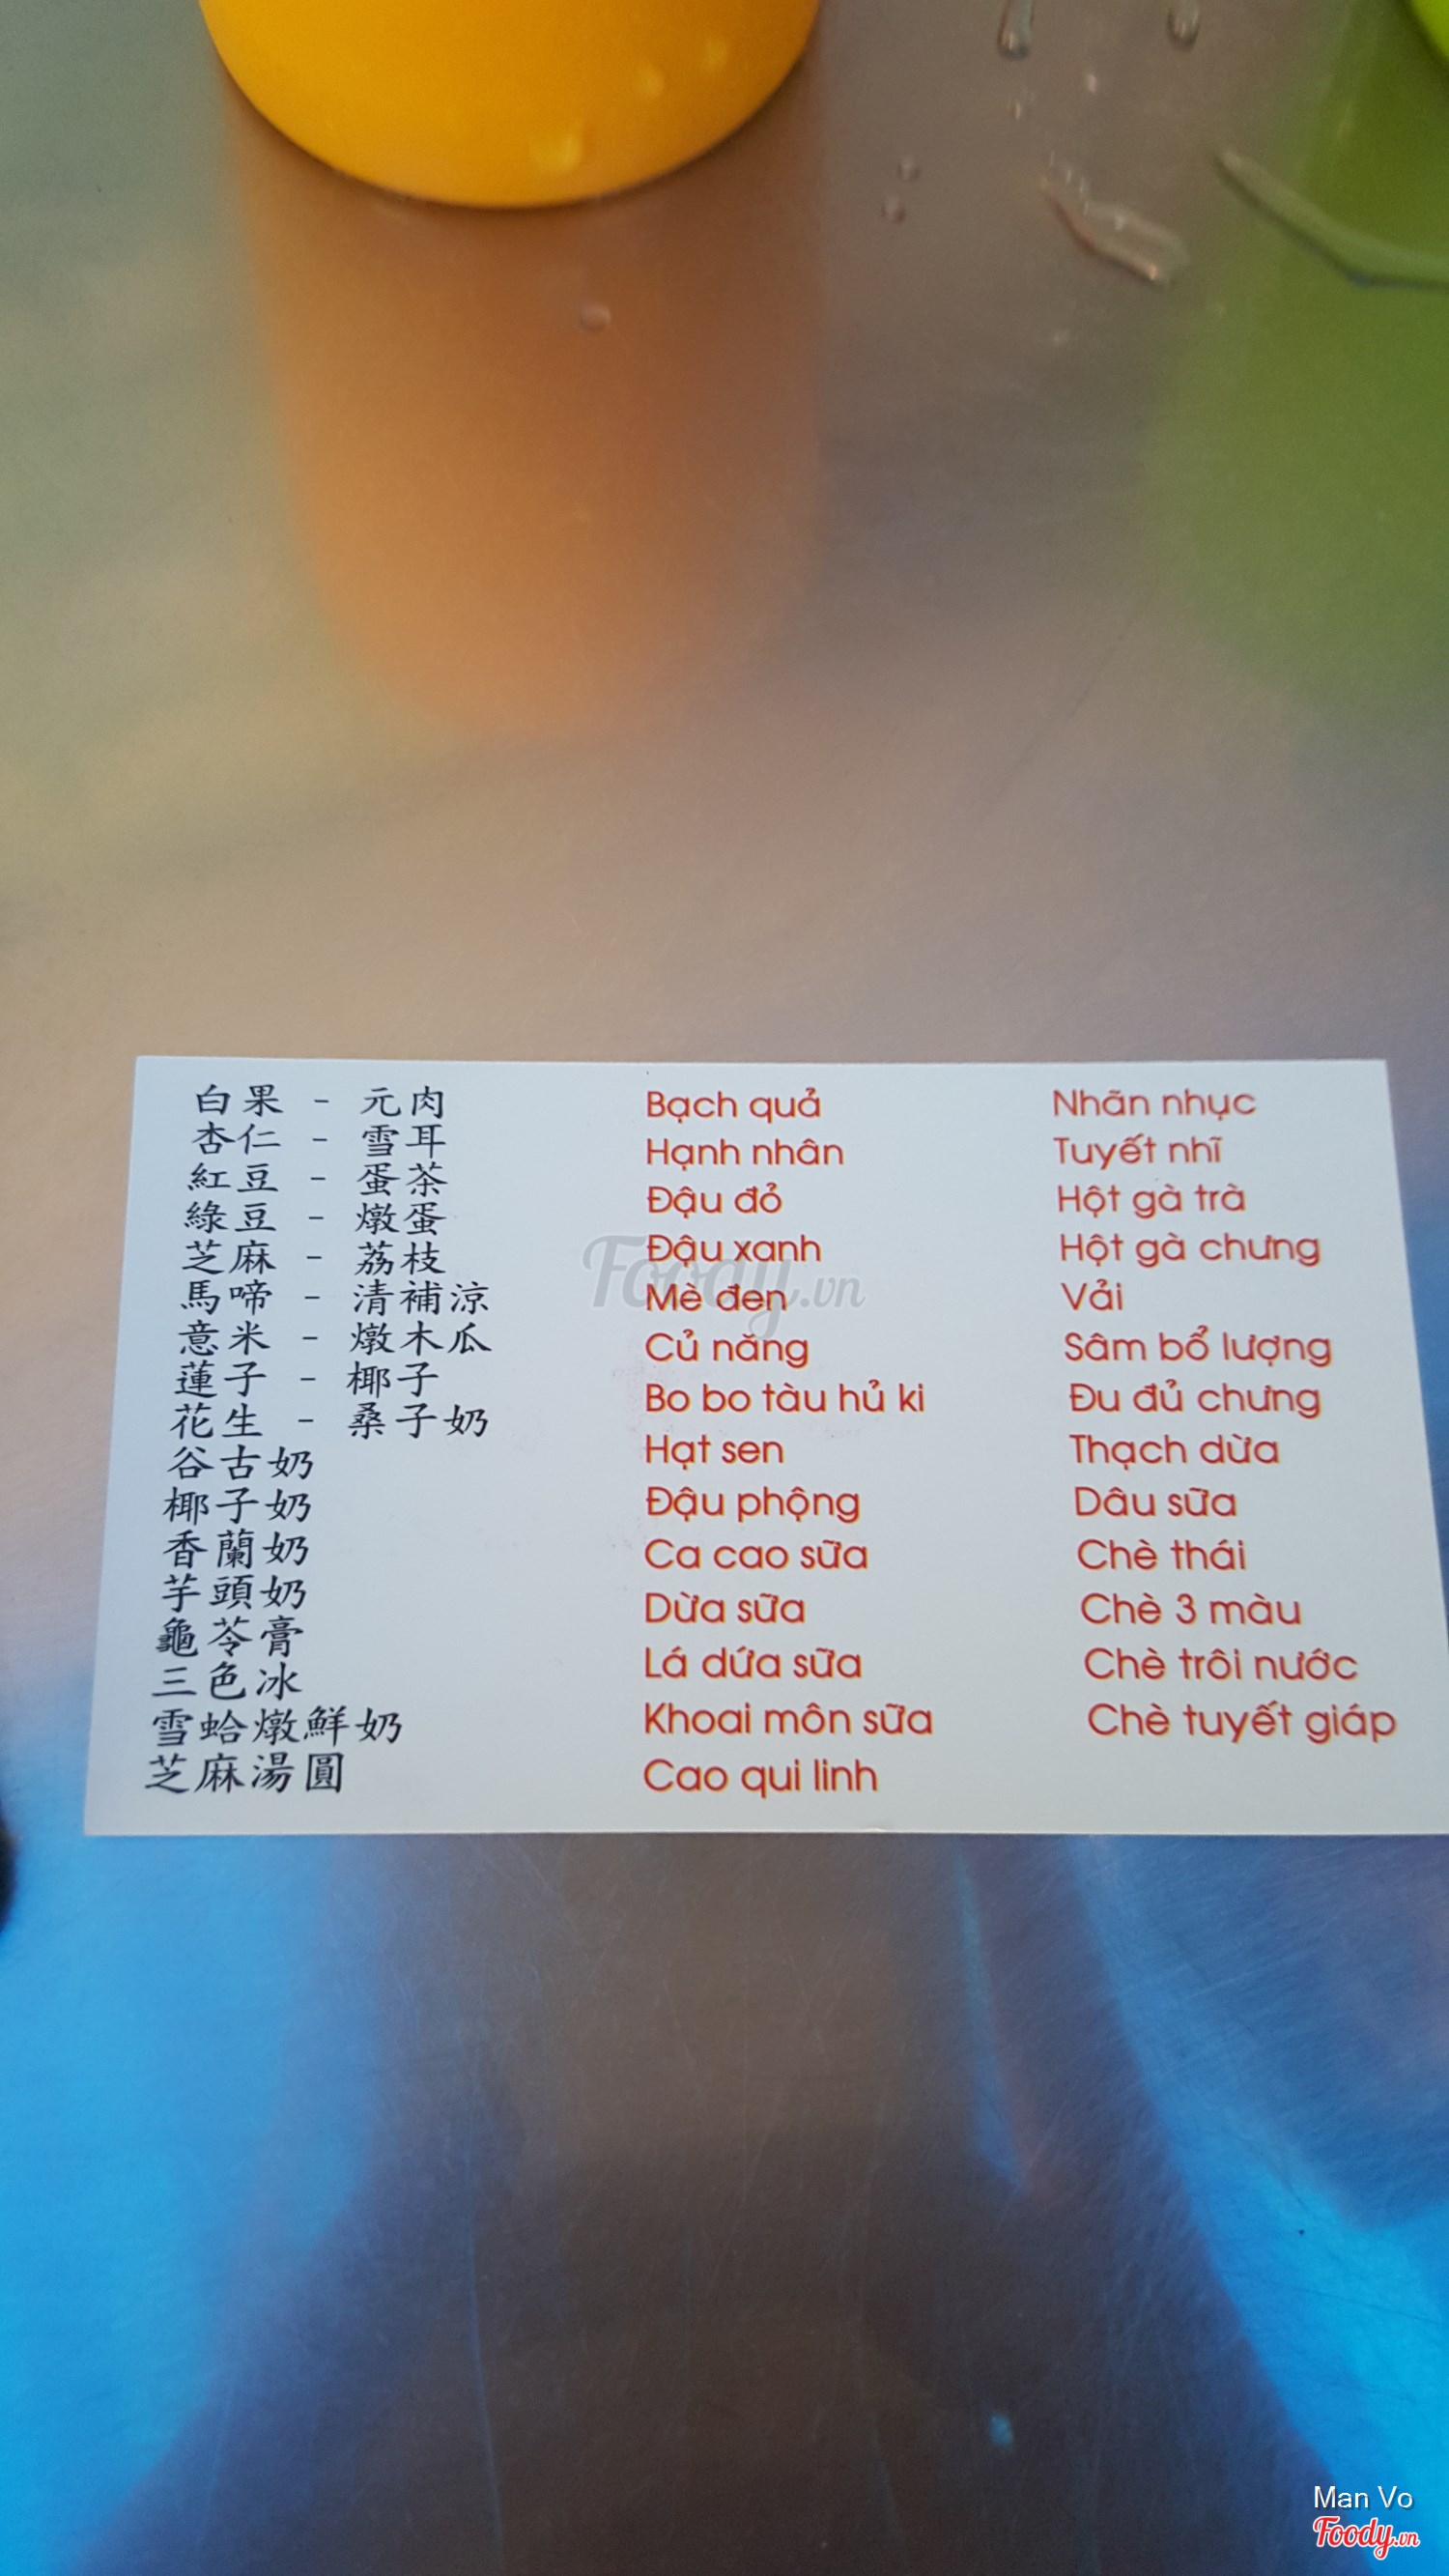 白果 - 元肉
杏仁 - 雪耳
紅豆 - 蛋茶
綠豆 - 燉蛋
芝麻 - 荔枝
馬啼 - 清補涼
意米 - 燉木瓜
蓮子 - 椰子
花生 - 桑子奶
谷古奶
椰子奶
香蘭奶
芋頭奶
龜苓膏
三色冰
雪蛤燉鮮奶
芝麻湯圓
Bạch quả
Hạnh nhân
Đậu đỏ
Đậu xanh
Mè đen
Củ năng
Bo bo tàu hủ ki
Hạt sen
Đậu phộng
Ca cao sữa
Dừa sữa
Lá dứa sữa
Khoai môn sữa
Cao qui linh
Nhãn nhục
Tuyết nhĩ
Hột gà trà
Hột gà chưng
Vải
Sâm bổ lượng
Đu đủ chưng
Thạch dừa
Dâu sữa
Chè thái
Chè 3 màu
Chè trôi nước
Chè tuyết giáp
Foody.vn
Man Vo
Foody.vn